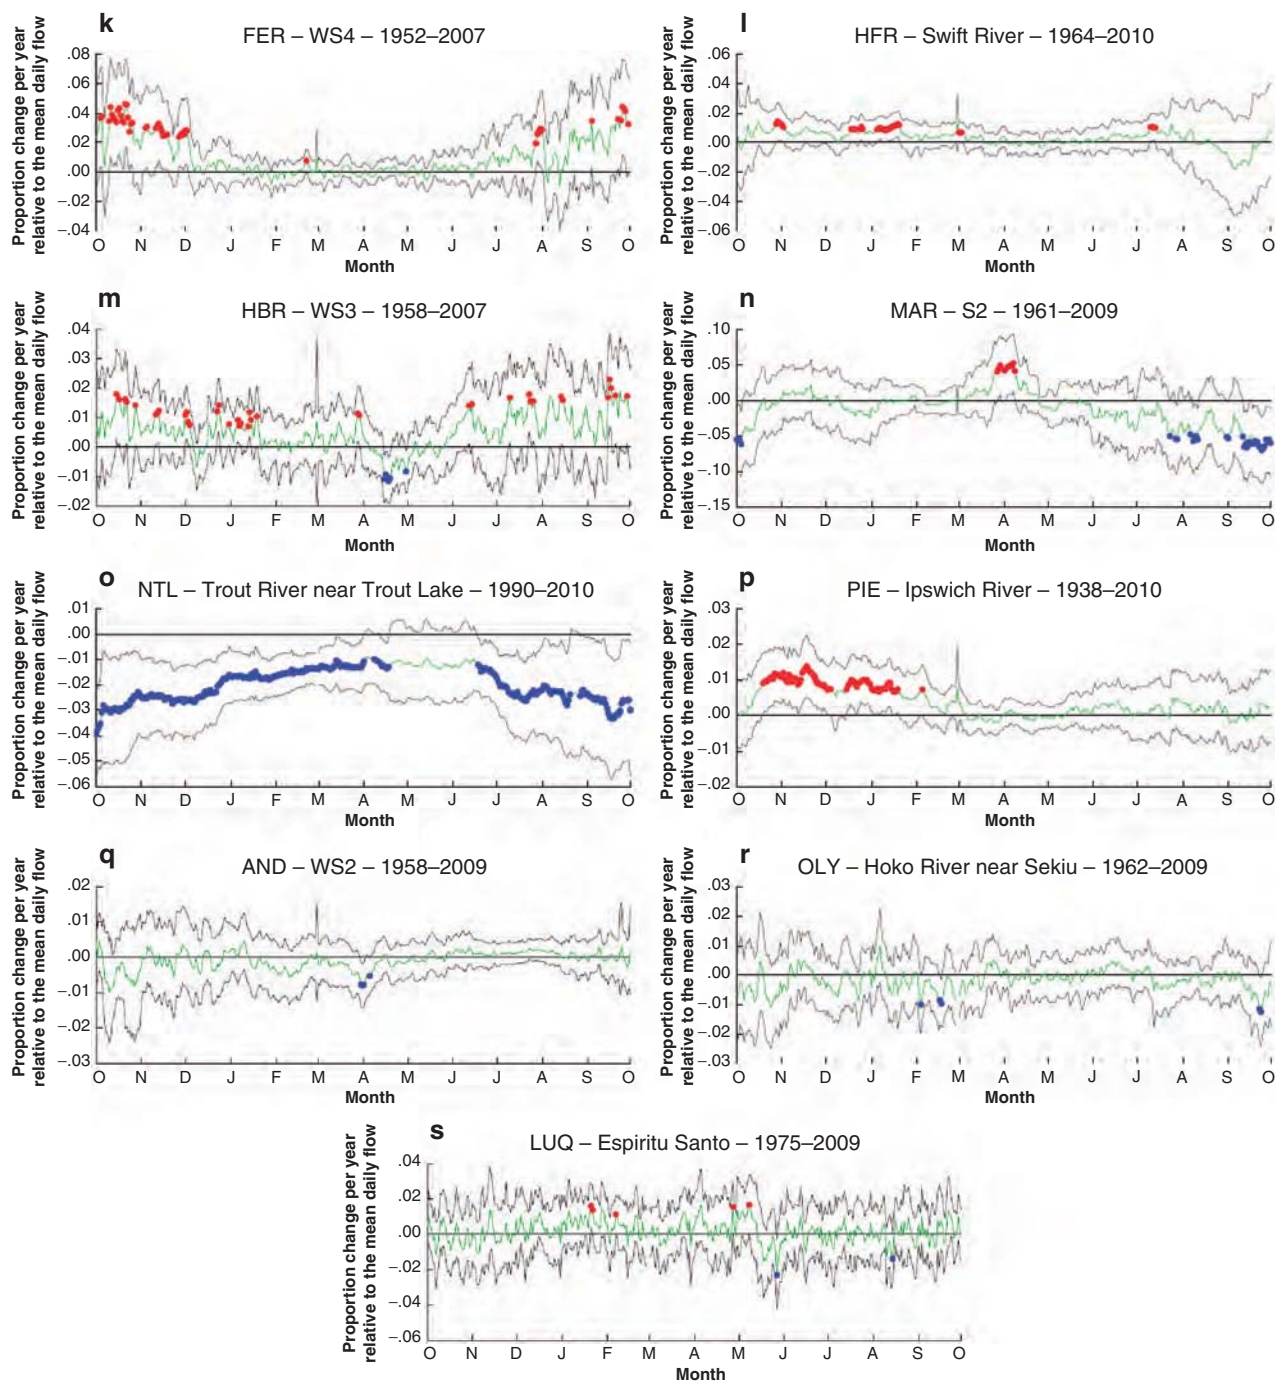 k
FER – WS4 – 1952–2007
Proportion change per year
relative to the mean daily flow
.08
.06
.04
.02
.00
–.02
–.04
O N D J F M A M J J A S O
Month
l
HFR – Swift River – 1964–2010
Proportion change per year
relative to the mean daily flow
.06
.04
.02
.00
–.02
–.04
–.06
O N D J F M A M J J A S O
Month
m
HBR – WS3 – 1958–2007
Proportion change per year
relative to the mean daily flow
.04
.03
.02
.01
.00
–.01
–.02
O N D J F M A M J J A S O
Month
n
MAR – S2 – 1961–2009
Proportion change per year
relative to the mean daily flow
.10
.05
.00
–.05
–.10
–.15
O N D J F M A M J J A S O
Month
o
NTL – Trout River near Trout Lake – 1990–2010
Proportion change per year
relative to the mean daily flow
.01
.00
–.01
–.02
–.03
–.04
–.05
–.06
O N D J F M A M J J A S O
Month
p
PIE – Ipswich River – 1938–2010
Proportion change per year
relative to the mean daily flow
.03
.02
.01
.00
–.01
–.02
O N D J F M A M J J A S O
Month
q
AND – WS2 – 1958–2009
Proportion change per year
relative to the mean daily flow
.02
.01
.00
–.01
–.02
–.03
O N D J F M A M J J A S O
Month
r
OLY – Hoko River near Sekiu – 1962–2009
Proportion change per year
relative to the mean daily flow
.03
.02
.01
.00
–.01
–.02
–.03
O N D J F M A M J J A S O
Month
s
LUQ – Espiritu Santo – 1975–2009
Proportion change per year
relative to the mean daily flow
.04
.02
.00
–.02
–.04
–.06
O N D J F M A M J J A S O
Month